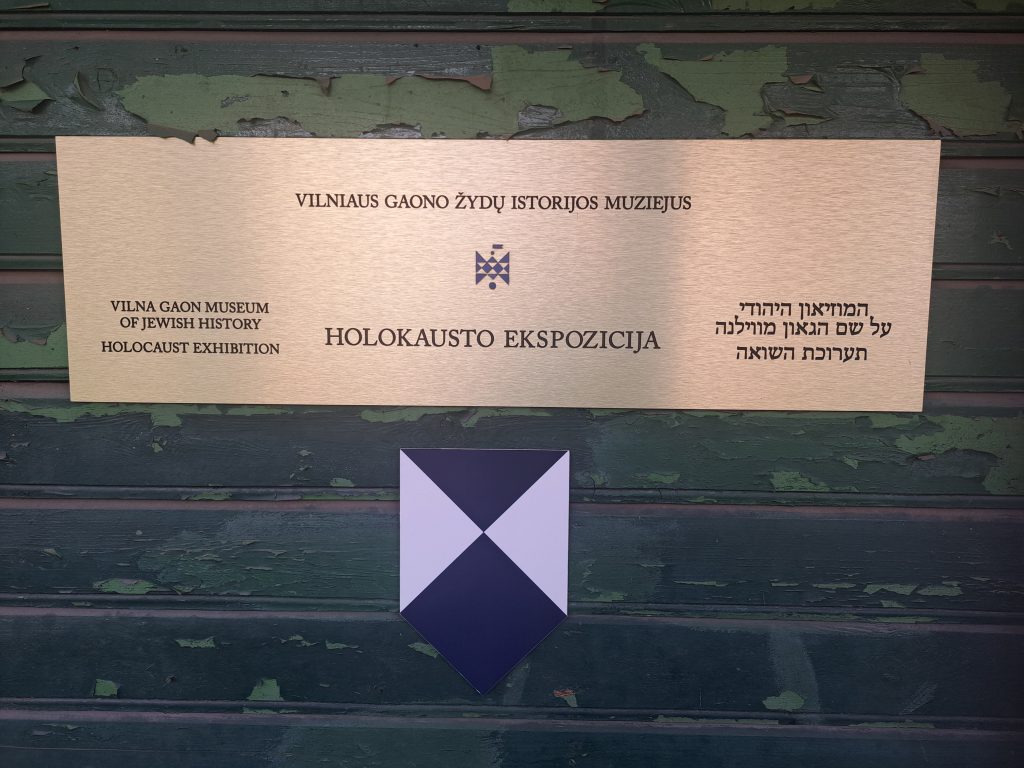 VILNIAUS GAONO ŽYDŲ ISTORIJOS MUZIEJUS
VILNA GAON MUSEUM
OF JEWISH HISTORY
HOLOCAUST EXHIBITION
HOLOKAUSTO EKSPOZICIJA
המוזיאון היהודי
על שם הגאון מווילנה
תערוכת השואה